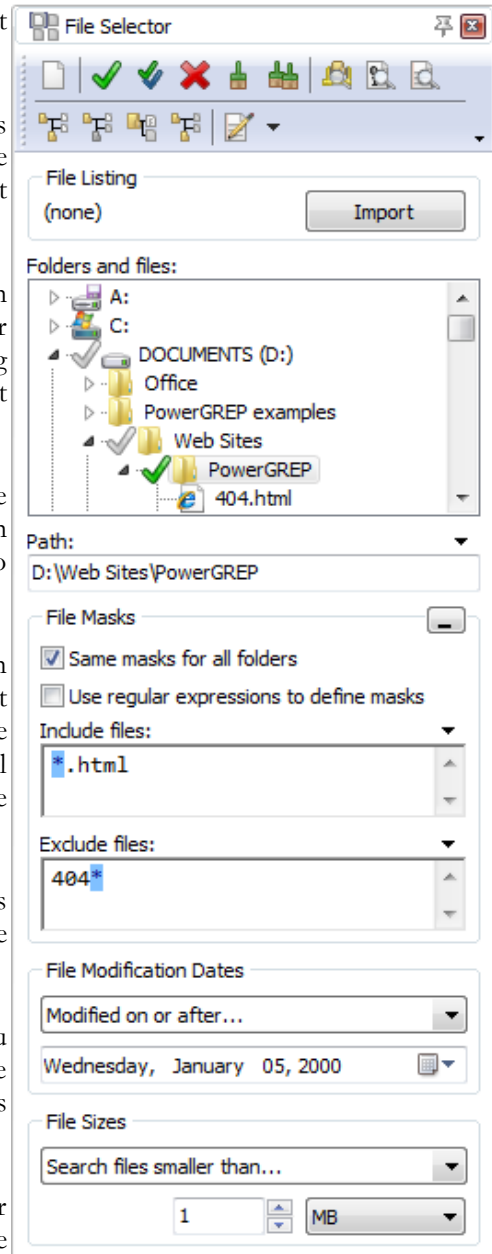 File Selector
File Listing
(none)
Import
Folders and files:
A:
C:
DOCUMENTS (D:)
Office
PowerGREP examples
Web Sites
PowerGREP
404.html
Path:
D:\Web Sites\PowerGREP
File Masks
Same masks for all folders
Use regular expressions to define masks
Include files:
*.html
Exclude files:
404*
File Modification Dates
Modified on or after...
Wednesday, January 05, 2000
File Sizes
Search files smaller than...
1 MB